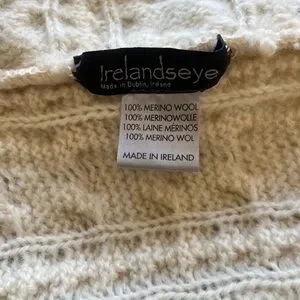 Irelandseye
Made in Dublin, Ireland
100% MERINO WOOL
100% MERINOWOLLE
100% LAINE MERINOS
100% MERINO WOL
MADE IN IRELAND